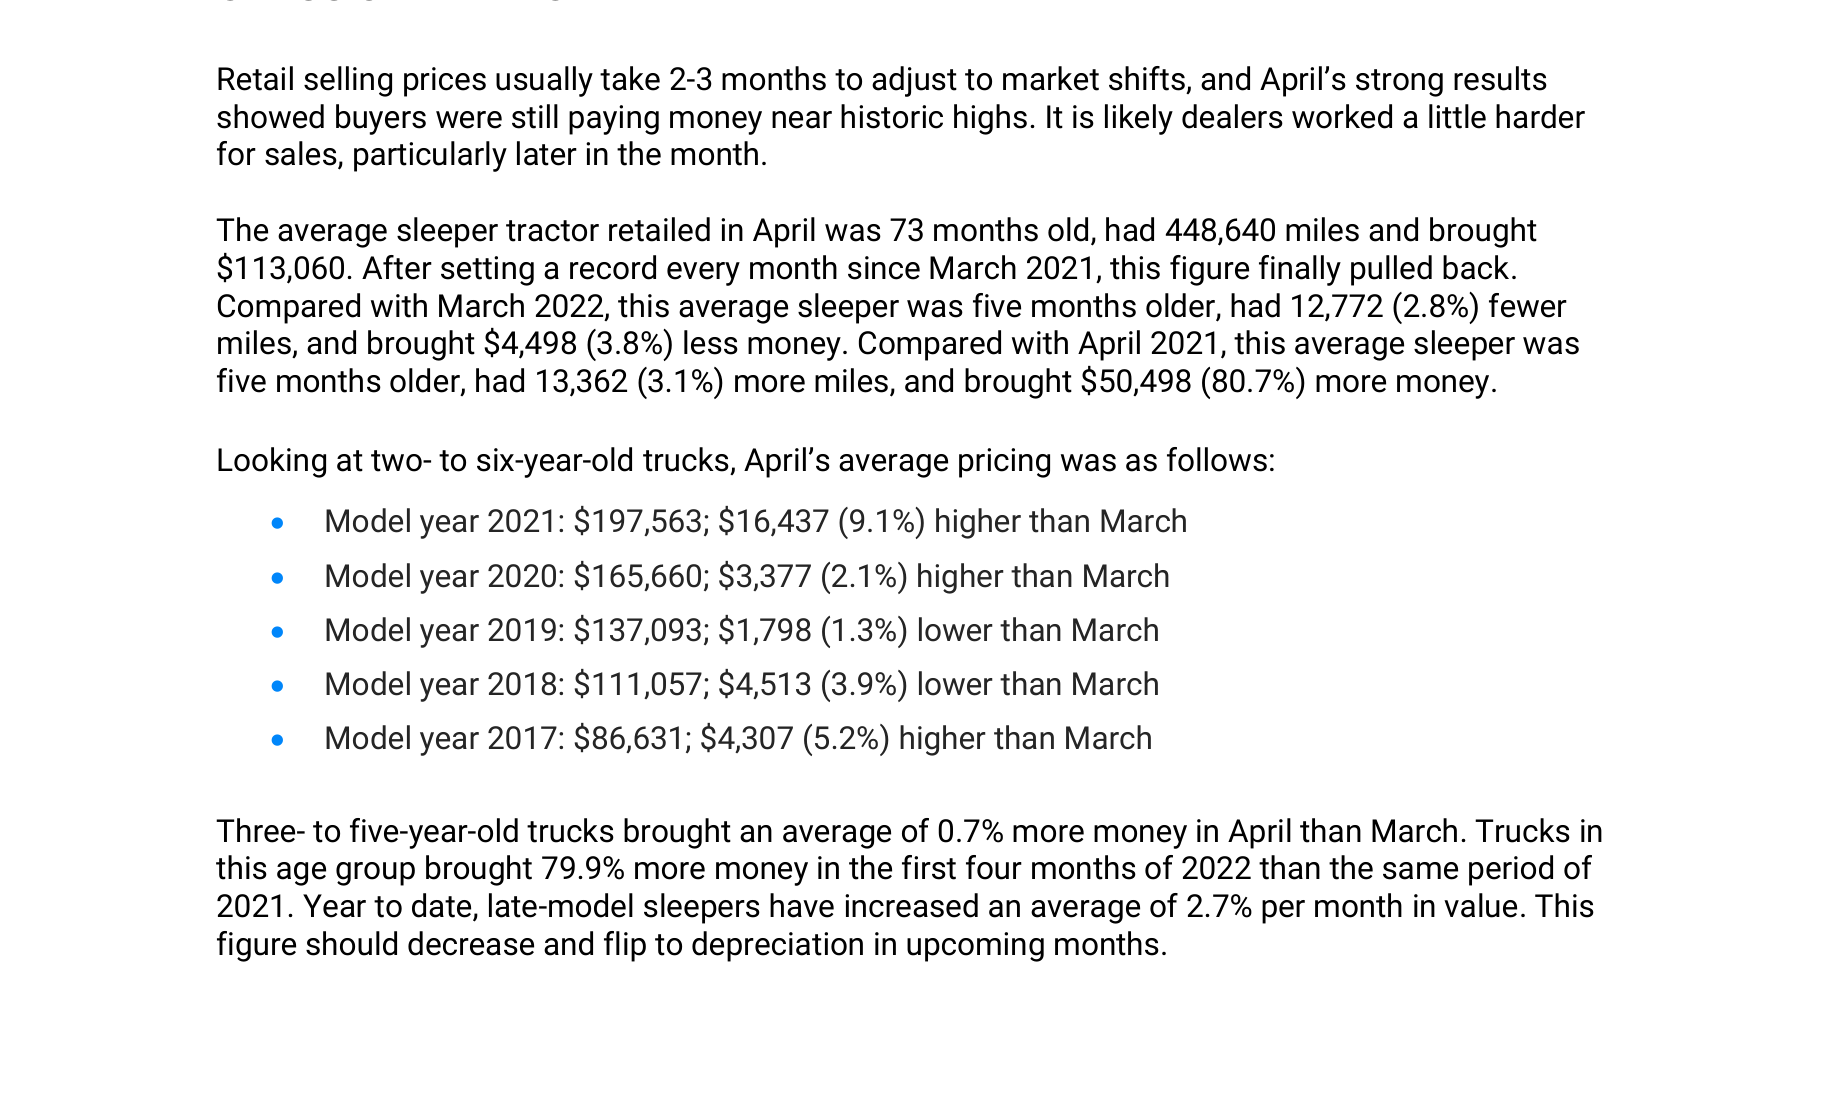 Retail selling prices usually take 2-3 months to adjust to market shifts, and April’s strong results
showed buyers were still paying money near historic highs. It is likely dealers worked a little harder
for sales, particularly later in the month.
The average sleeper tractor retailed in April was 73 months old, had 448,640 miles and brought
$113,060. After setting a record every month since March 2021, this figure finally pulled back.
Compared with March 2022, this average sleeper was five months older, had 12,772 (2.8%) fewer
miles, and brought $4,498 (3.8%) less money. Compared with April 2021, this average sleeper was
five months older, had 13,362 (3.1%) more miles, and brought $50,498 (80.7%) more money.
Looking at two- to six-year-old trucks, April’s average pricing was as follows:
• Model year 2021: $197,563; $16,437 (9.1%) higher than March
• Model year 2020: $165,660; $3,377 (2.1%) higher than March
• Model year 2019: $137,093; $1,798 (1.3%) lower than March
• Model year 2018: $111,057; $4,513 (3.9%) lower than March
• Model year 2017: $86,631; $4,307 (5.2%) higher than March
Three- to five-year-old trucks brought an average of 0.7% more money in April than March. Trucks in
this age group brought 79.9% more money in the first four months of 2022 than the same period of
2021. Year to date, late-model sleepers have increased an average of 2.7% per month in value. This
figure should decrease and flip to depreciation in upcoming months.